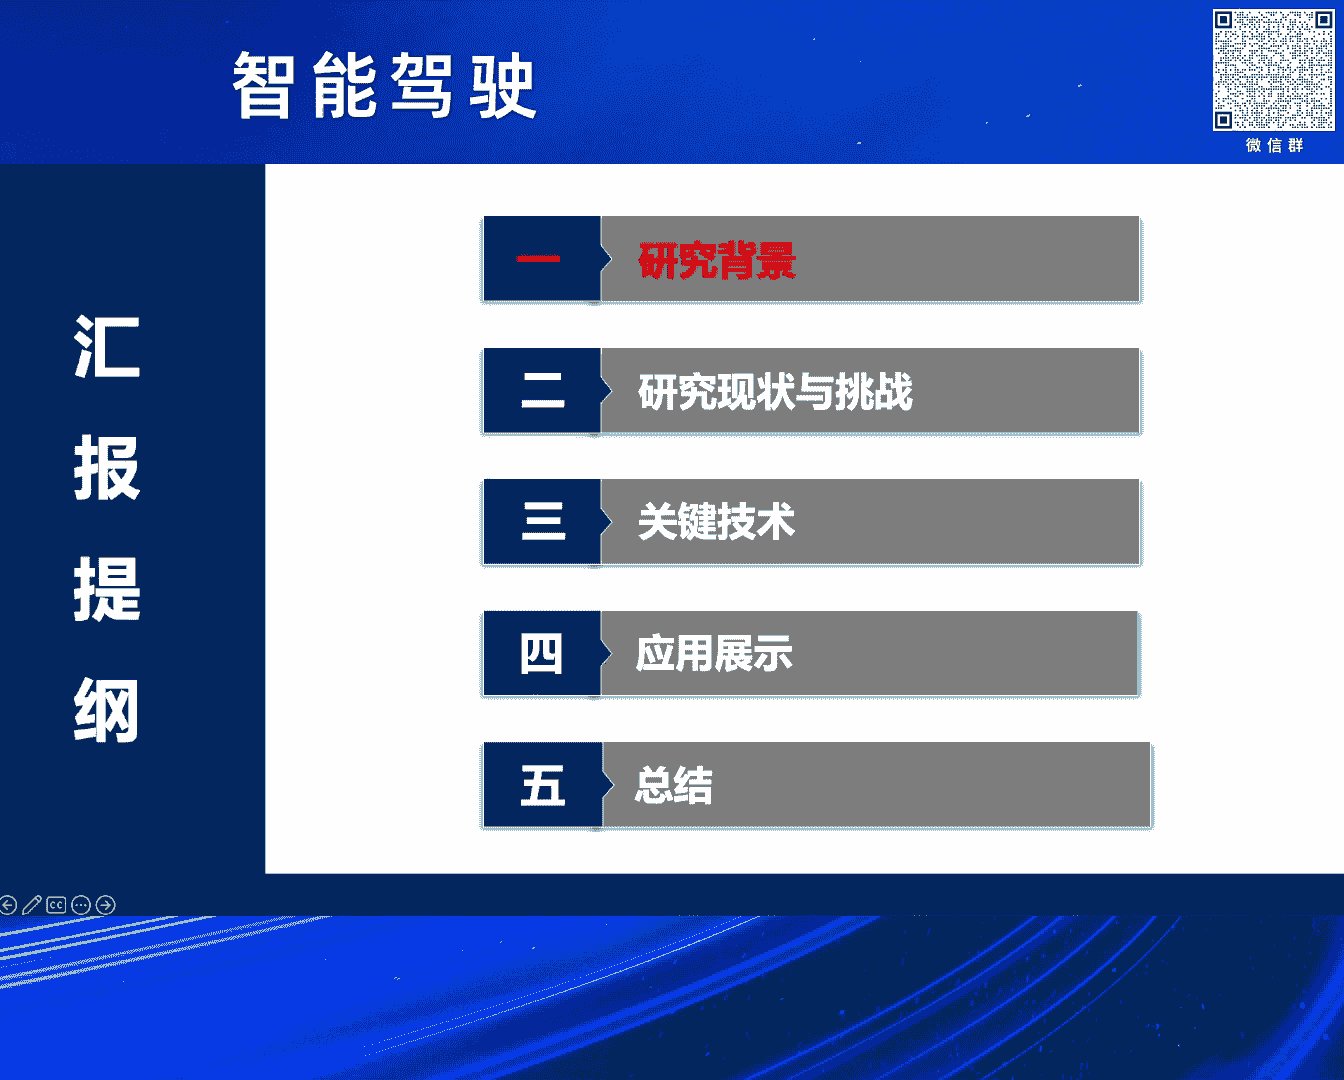 智能驾驶
微信群
汇报提纲
一 研究背景
二 研究现状与挑战
三 关键技术
四 应用展示
五 总结
CC